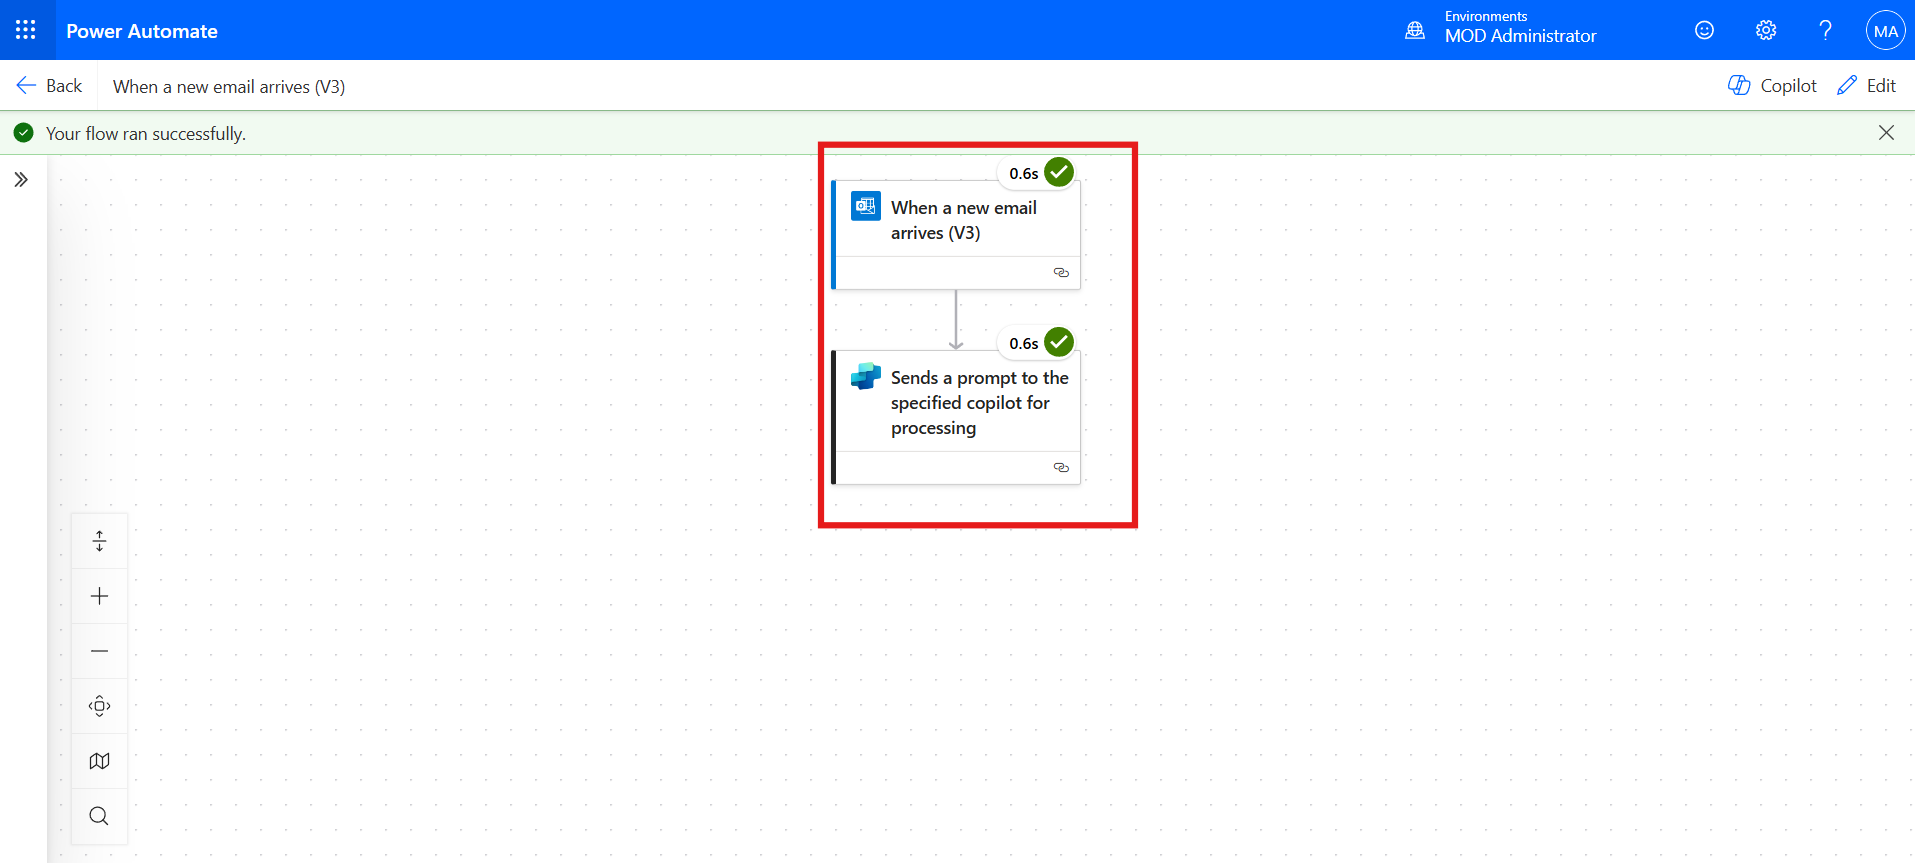 Power Automate
Environments
MOD Administrator
MA
Back
When a new email arrives (V3)
Copilot
Edit
Your flow ran successfully.
0.6s
When a new email
arrives (V3)
0.6s
Sends a prompt to the
specified copilot for
processing